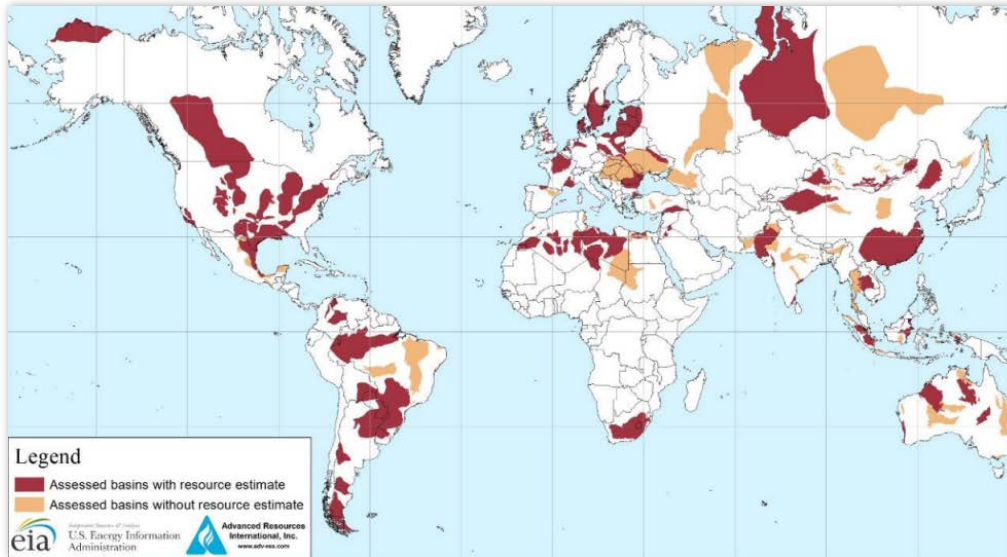 Legend
Assessed basins with resource estimate
Assessed basins without resource estimate
eia
U.S. Energy Information
Administration
Advanced Resources
International, Inc.
www.adv-res.com